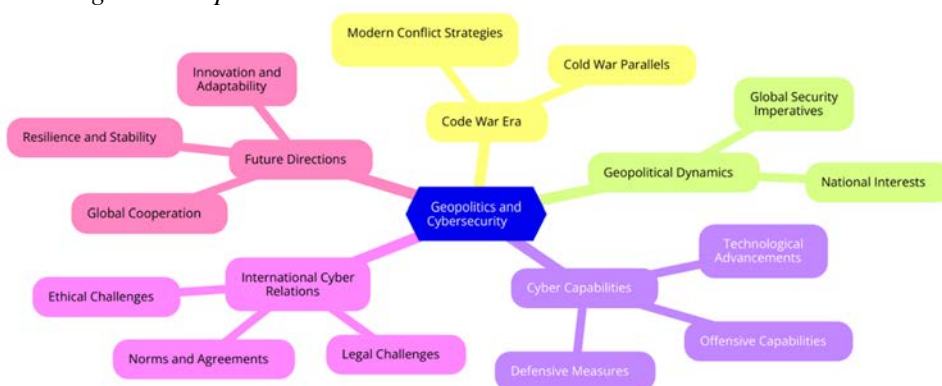 Modern Conflict Strategies
Cold War Parallels
Innovation and
Adaptability
Global Security
Imperatives
Code War Era
Resilience and Stability
Future Directions
Geopolitical Dynamics
National Interests
Global Cooperation
Geopolitics and
Cybersecurity
Technological
Advancements
International Cyber
Relations
Ethical Challenges
Cyber Capabilities
Norms and Agreements
Legal Challenges
Offensive Capabilities
Defensive Measures